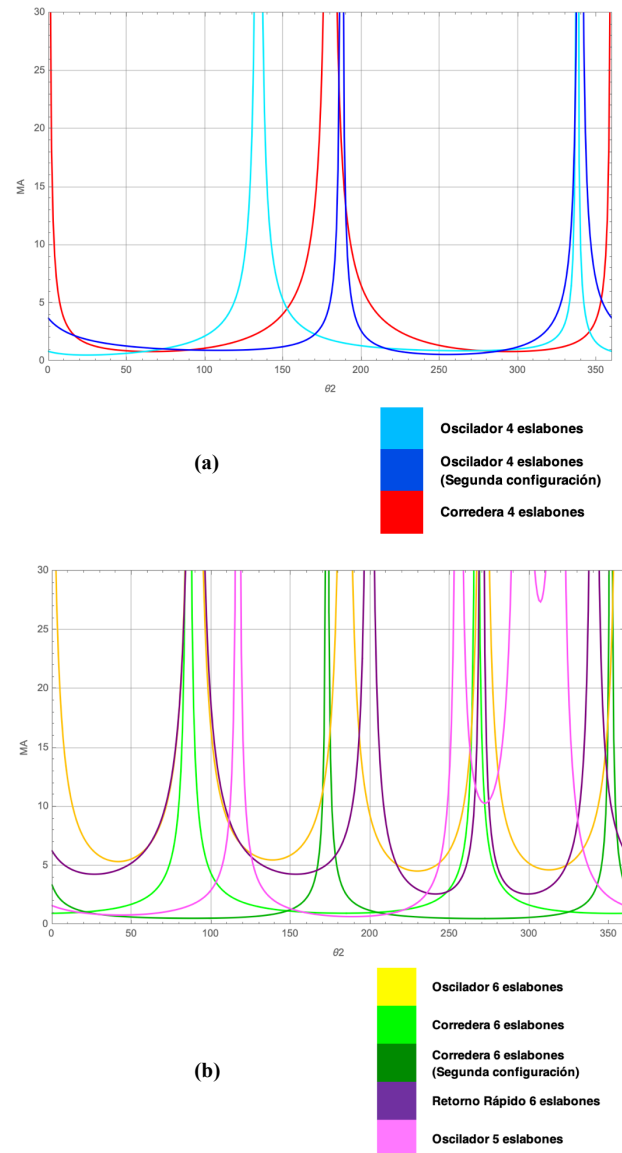 30
25
20
15
10
5
0
MA
0 50 100 150 200 250 300 350
θ2
(a)
Oscilador 4 eslabones
Oscilador 4 eslabones
(Segunda configuración)
Corredera 4 eslabones
30
25
20
15
10
5
0
MA
0 50 100 150 200 250 300 350
θ2
(b)
Oscilador 6 eslabones
Corredera 6 eslabones
Corredera 6 eslabones
(Segunda configuración)
Retorno Rápido 6 eslabones
Oscilador 5 eslabones